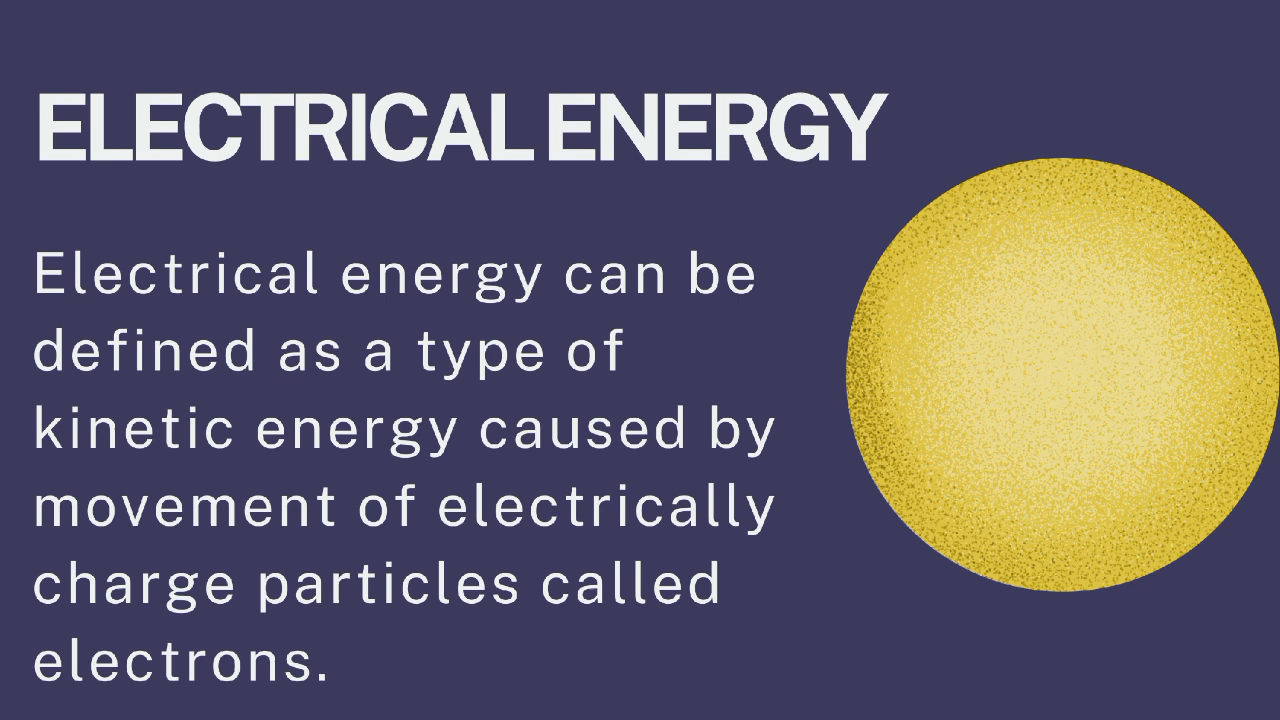 ELECTRICAL ENERGY
Electrical energy can be
defined as a type of
kinetic energy caused by
movement of electrically
charge particles called
electrons.